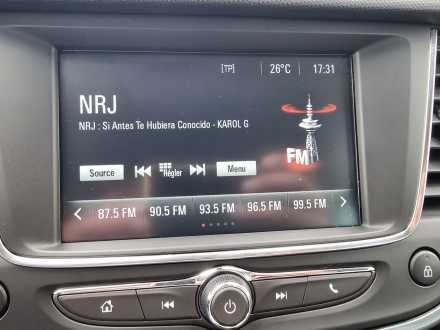 [TP] 26°C 17:31
NRJ
NRJ : Si Antes Te Hubiera Conocido - KAROL G
FM
Source Régler Menu
87.5 FM 90.5 FM 93.5 FM 96.5 FM 99.5 FM